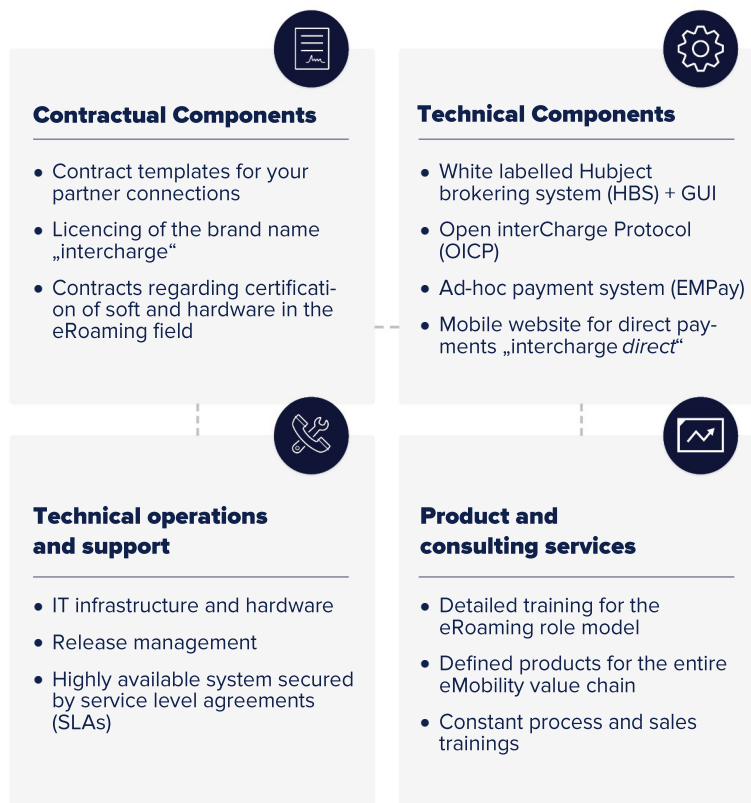 Contractual Components
• Contract templates for your
partner connections
• Licencing of the brand name
„intercharge“
• Contracts regarding certificati-
on of soft and hardware in the
eRoaming field
Technical Components
• White labelled Hubject
brokering system (HBS) + GUI
• Open interCharge Protocol
(OICP)
• Ad-hoc payment system (EMPay)
• Mobile website for direct pay-
ments „intercharge direct“
Technical operations
and support
• IT infrastructure and hardware
• Release management
• Highly available system secured
by service level agreements
(SLAs)
Product and
consulting services
• Detailed training for the
eRoaming role model
• Defined products for the entire
eMobility value chain
• Constant process and sales
trainings